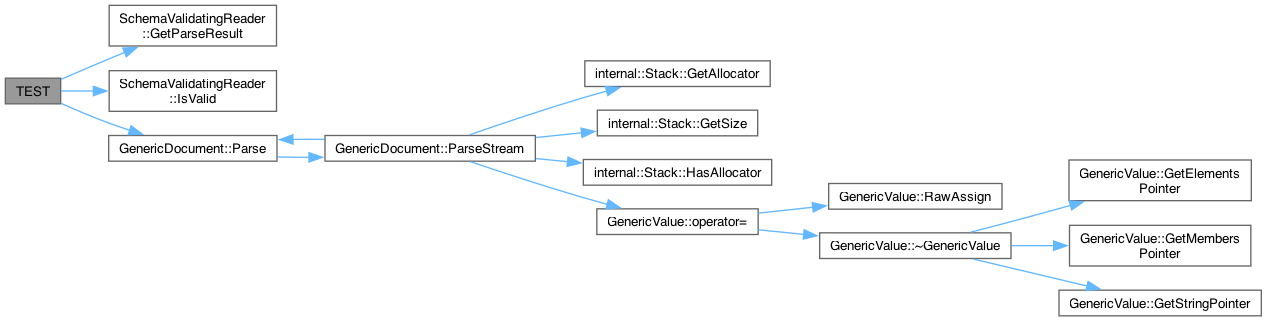 TEST
SchemaValidatingReader
::GetParseResult
SchemaValidatingReader
::IsValid
GenericDocument::Parse
GenericDocument::ParseStream
internal::Stack::GetAllocator
internal::Stack::GetSize
internal::Stack::HasAllocator
GenericValue::operator=
GenericValue::RawAssign
GenericValue::~GenericValue
GenericValue::GetElements
Pointer
GenericValue::GetMembers
Pointer
GenericValue::GetStringPointer